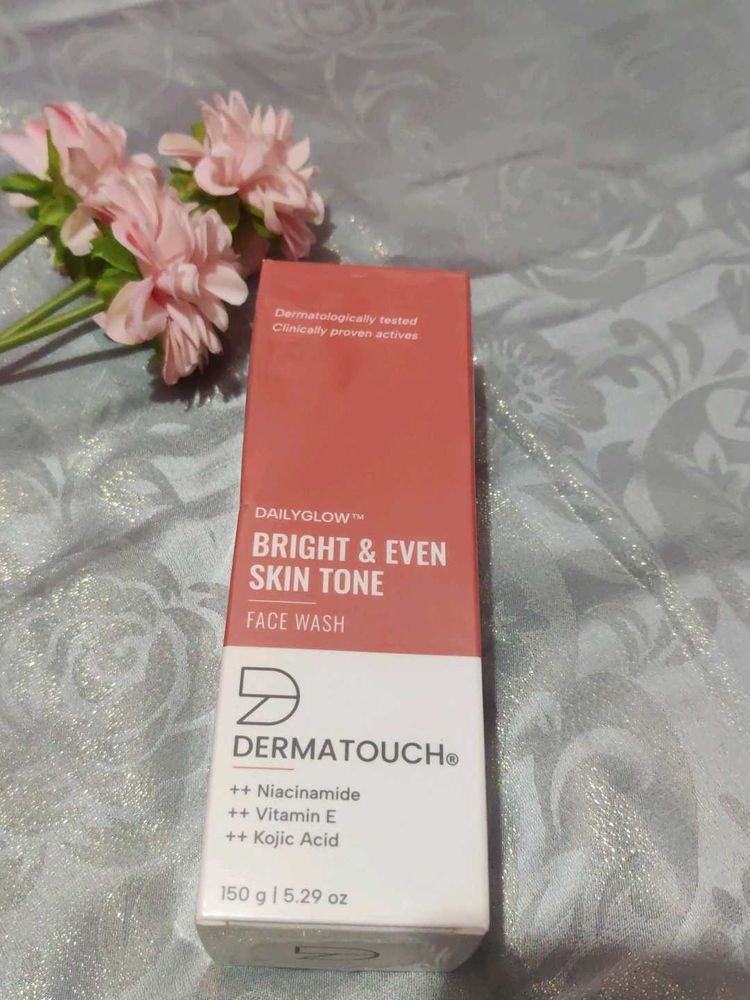 Dermatologically tested
Clinically proven actives
DAILYGLOW™
BRIGHT & EVEN
SKIN TONE
FACE WASH
DERMATOUCH®
++ Niacinamide
++ Vitamin E
++ Kojic Acid
150 g | 5.29 oz